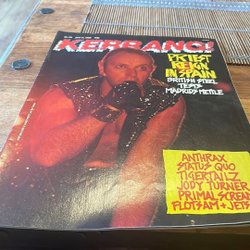 KERRANG!
PRIEST
REIGN
IN SPAIN
BRITISH STEEL
TESTS
MADRID'S METTLE
ANTHRAX
STATUS QUO
TIGERTAILZ
JODY TURNER
PRIMAL SCREAM
FLOTSAM + JETSAM